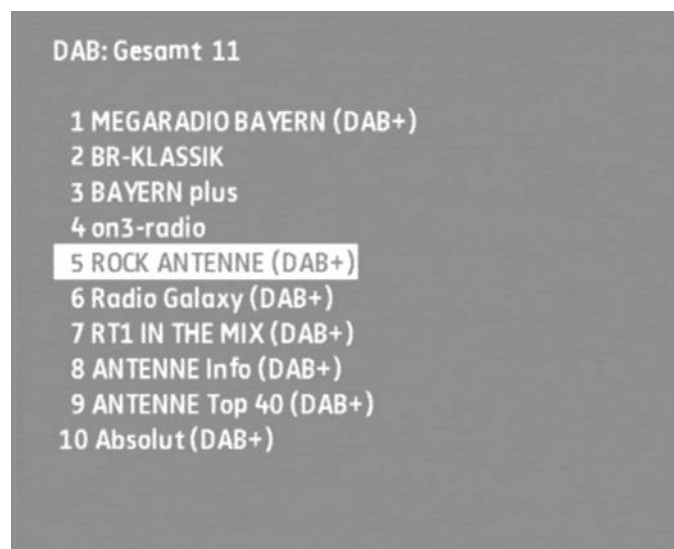 DAB: Gesamt 11
1 MEGARADIO BAYERN (DAB+)
2 BR-KLASSIK
3 BAYERN plus
4 on3-radio
5 ROCK ANTENNE (DAB+)
6 Radio Galaxy (DAB+)
7 RT1 IN THE MIX (DAB+)
8 ANTENNE Info (DAB+)
9 ANTENNE Top 40 (DAB+)
10 Absolut (DAB+)